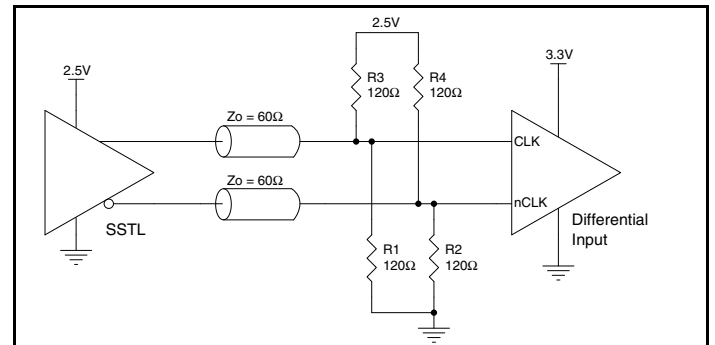 2.5V
2.5V
3.3V
R3
120Ω
R4
120Ω
Zo = 60Ω
CLK
Zo = 60Ω
nCLK
SSTL
Differential
Input
R1
120Ω
R2
120Ω